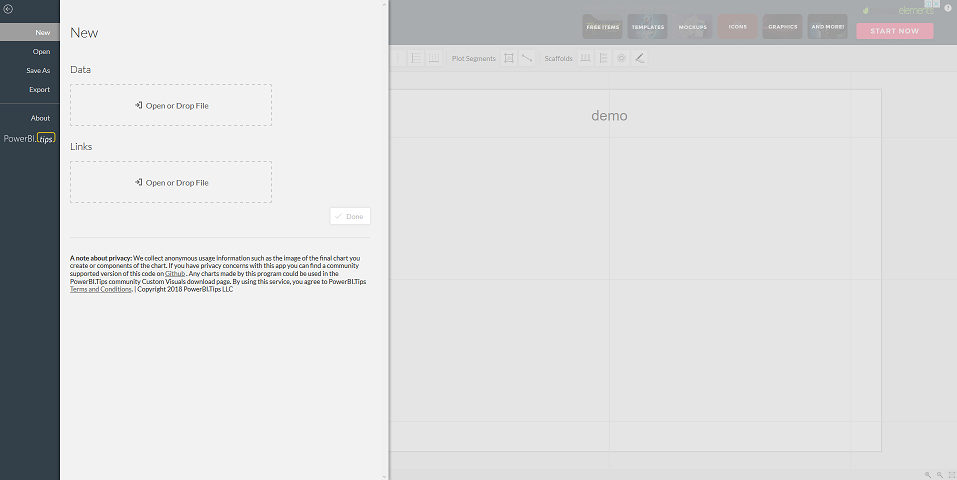 New
Open
Save As
Export
About
PowerBI.tips
New
Data
Open or Drop File
Links
Open or Drop File
Done
A note about privacy: We collect anonymous usage information such as the image of the final chart you
create or components of the chart. If you have privacy concerns with this app you can find a community
supported version of this code on Github . Any charts made by this program could be used in the
PowerBI.Tips community Custom Visuals download page. By using this service, you agree to PowerBI.Tips
Terms and Conditions. | Copyright 2018 PowerBI.Tips LLC
elements
FREE ITEMS
TEMPLATES
MOCKUPS
ICONS
GRAPHICS
AND MORE!
START NOW
Plot Segments
Scaffolds
demo